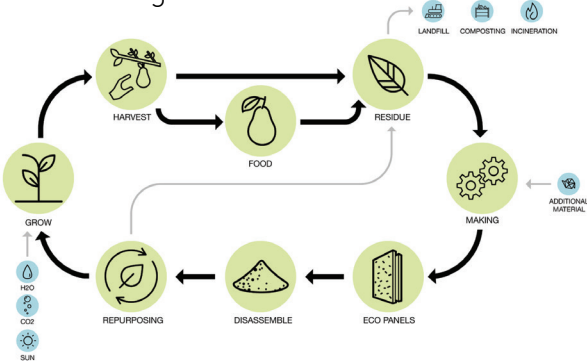 LANDFILL
COMPOSTING
INCINERATION
HARVEST
RESIDUE
FOOD
GROW
MAKING
ADDITIONAL
MATERIAL
H2O
CO2
SUN
REPURPOSING
DISASSEMBLE
ECO PANELS